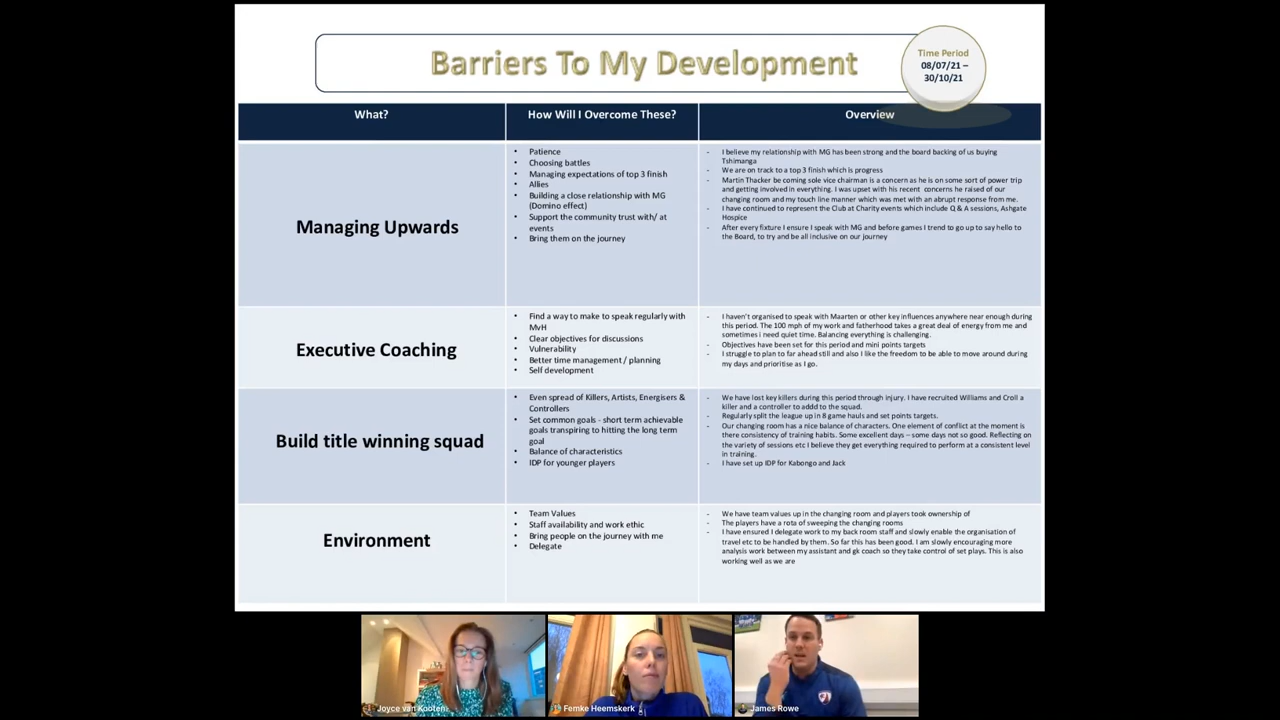 Barriers To My Development
Time Period
08/07/21 –
30/10/21
What?
How Will I Overcome These?
Overview
Managing Upwards
• Patience
• Choosing battles
• Managing expectations of top 3 finish
• Allies
• Building a close relationship with MG
(Domino effect)
• Support the community trust with/ at
events
• Bring them on the journey
- I believe my relationship with MG has been strong and the board backing of us buying
Tshimanga
- We are on track to a top 3 finish which is progress
- Martin Thacker be coming sole vice chairman is a concern as he is on some sort of power trip
and getting involved in everything. I was upset with his recent concerns he raised of our
changing room and my touch line manner which was met with an abrupt response from me.
- I have continued to represent the Club at Charity events which include Q & A sessions, Ashgate
Hospice
- After every fixture I ensure I speak with MG and before games I trend to go up to say hello to
the Board, to try and be all inclusive on our journey
Executive Coaching
• Find a way to make to speak regularly with
MvH
• Clear objectives for discussions
• Vulnerability
• Better time management / planning
• Self development
- I haven't organised to speak with Maarten or other key influences anywhere near enough during
this period. The 100 mph of my work and fatherhood takes a great deal of energy from me and
sometimes i need quiet time. Balancing everything is challenging.
- Objectives have been set for this period and mini points targets
- I struggle to plan to far ahead still and also I like the freedom to be able to move around during
my days and prioritise as I go.
Build title winning squad
• Even spread of Killers, Artists, Energisers &
Controllers
• Set common goals - short term achievable
goals transpiring to hitting the long term
goal
• Balance of characteristics
• IDP for younger players
- We have lost key killers during this period through injury. I have recruited Williams and Croll a
killer and a controller to addd to the squad.
- Regularly split the league up in 8 game hauls and set points targets.
- Our changing room has a nice balance of characters. One element of conflict at the moment is
there consistency of training habits. Some excellent days – some days not so good. Reflecting on
the variety of sessions etc I believe they get everything required to perform at a consistent level
in training.
- I have set up IDP for Kabongo and Jack
Environment
• Team Values
• Staff availability and work ethic
• Bring people on the journey with me
• Delegate
- We have team values up in the changing room and players took ownership of
- The players have a rota of sweeping the changing rooms
- I have ensured I delegate work to my back room staff and slowly enable the organisation of
travel etc to be handled by them. So far this has been good. I am slowly encouraging more
analysis work between my assistant and gk coach so they take control of set plays. This is also
working well as we are
Joyce van Kooten
Femke Heemskerk
James Rowe